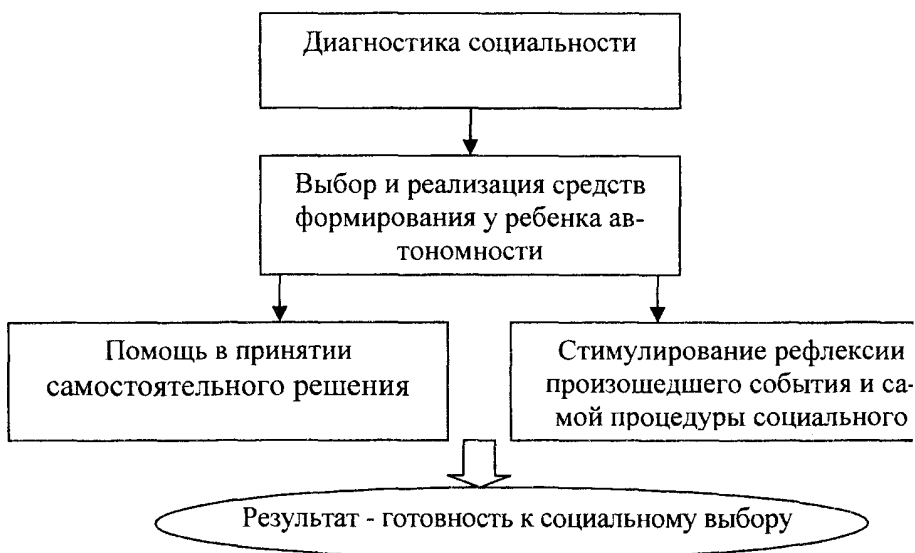 Диагностика социальности
Выбор и реализация средств
формирования у ребенка ав-
тономности
Помощь в принятии
самостоятельного решения
Стимулирование рефлексии
произошедшего события и са-
мой процедуры социального
Результат - готовность к социальному выбору